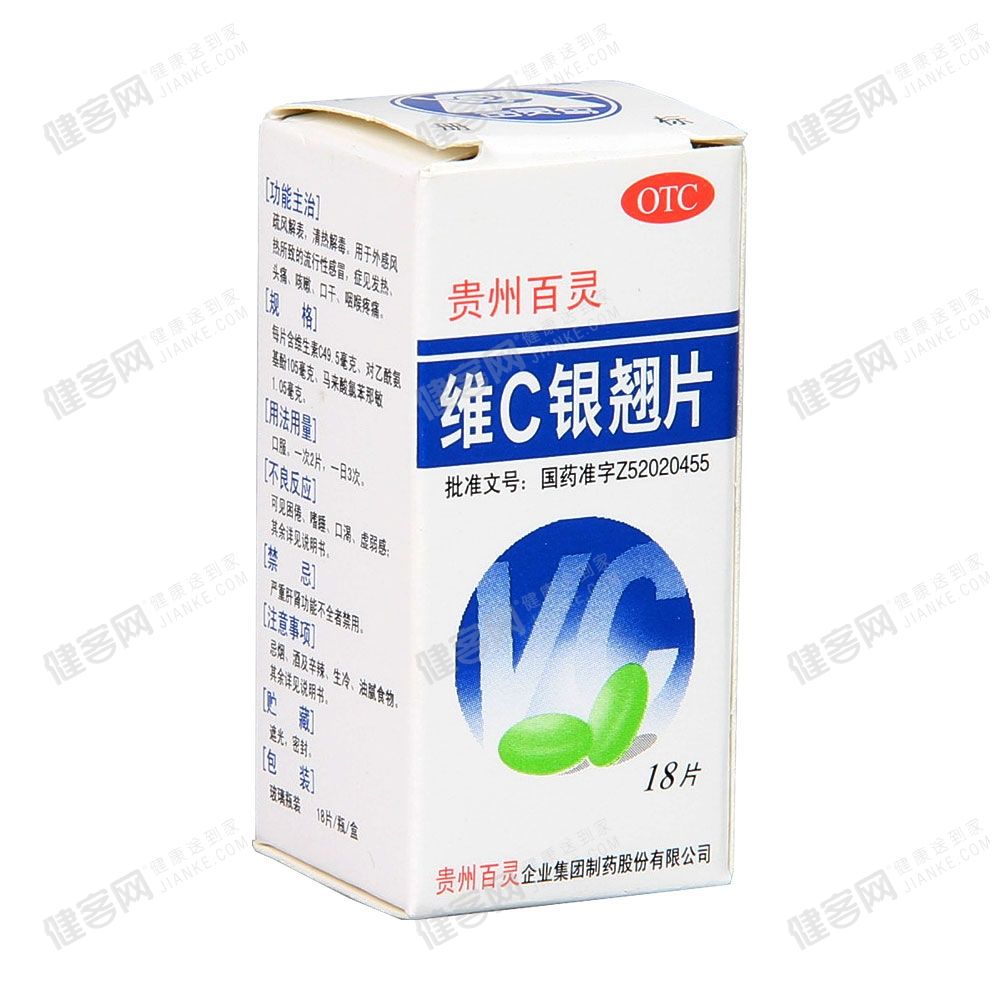 册
标
OTC
贵州百灵
维C银翘片
批准文号：国药准字Z52020455
VC
18片
贵州百灵企业集团制药股份有限公司
[功能主治]
疏风解表，清热解毒。用于外感风
热所致的流行性感冒，症见发热、
头痛、咳嗽、口干、咽喉疼痛。
[规 格]
每片含维生素C49.5毫克、对乙酰氨
基酚105毫克、马来酸氯苯那敏
1.05毫克。
[用法用量]
口服。一次2片，一日3次。
[不良反应]
可见困倦、嗜睡、口渴、虚弱感；
其余详见说明书。
[禁 忌]
严重肝肾功能不全者禁用。
[注意事项]
忌烟、酒及辛辣、生冷、油腻食物。
其余详见说明书。
[贮 藏]
遮光，密封。
[包 装]
玻璃瓶装 18片/瓶/盒
健客网 健康送到家 JIANKE.COM